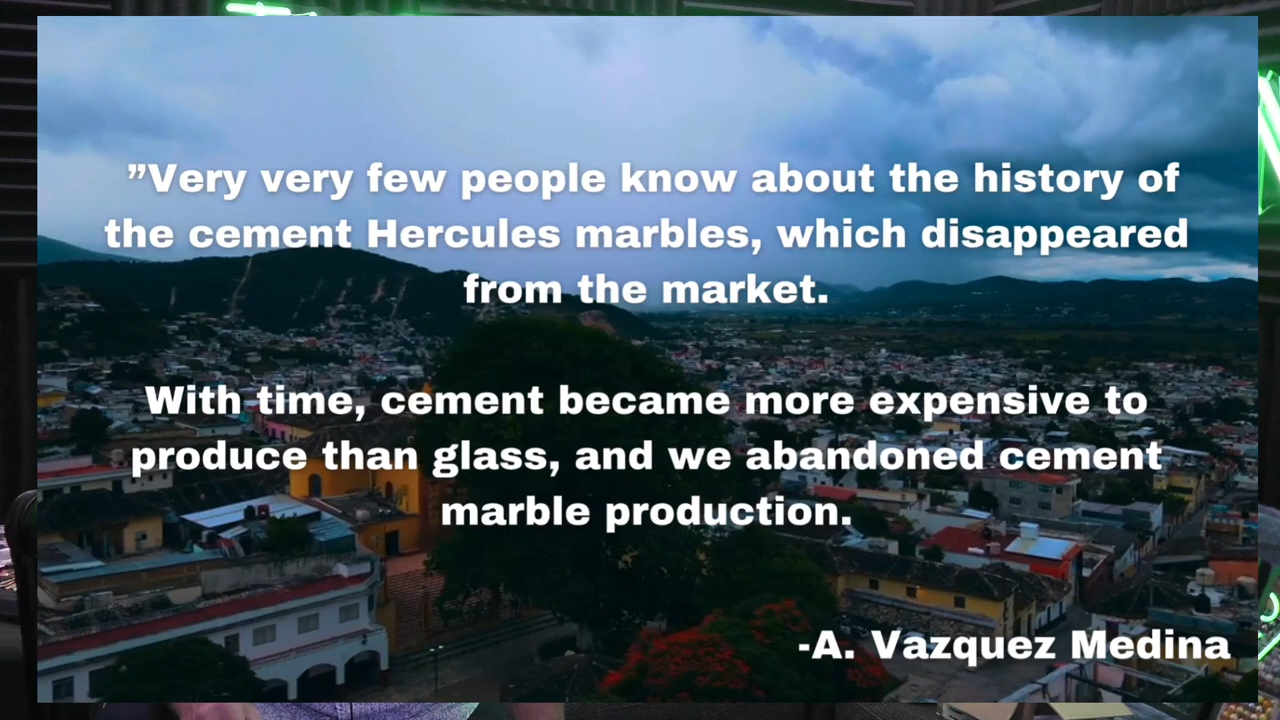 ”Very very few people know about the history of
the cement Hercules marbles, which disappeared
from the market.
With time, cement became more expensive to
produce than glass, and we abandoned cement
marble production.
-A. Vazquez Medina